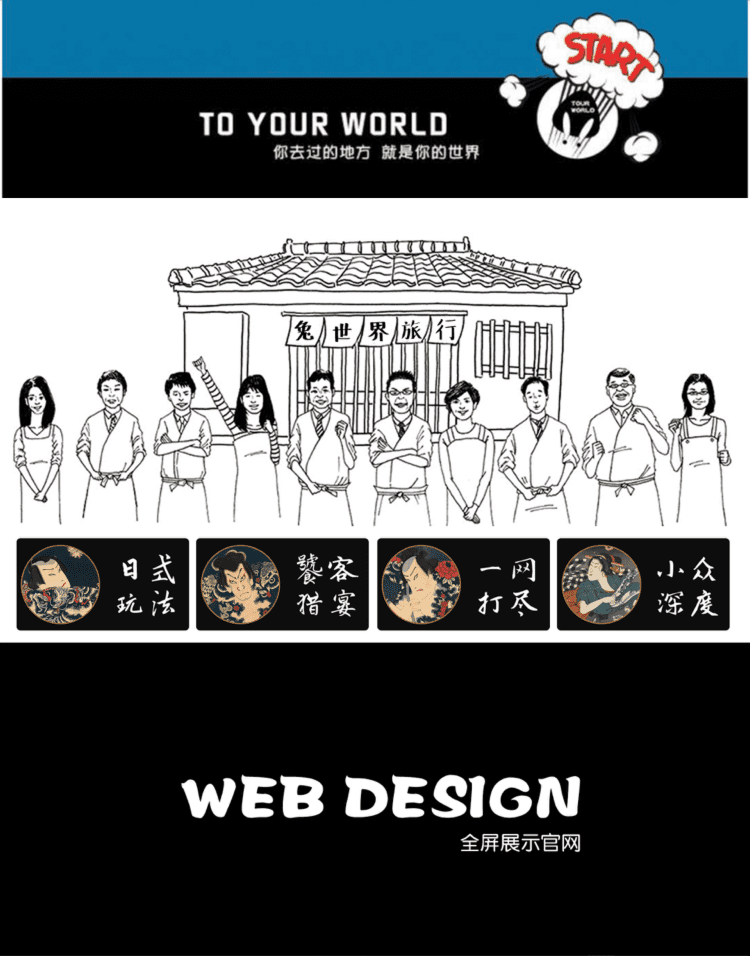 START
TOUR
WORLD
TO YOUR WORLD
你去过的地方 就是你的世界
兔世界旅行
日式
玩法
饕客
猎宴
一网
打尽
小众
深度
WEB DESIGN
全屏展示官网